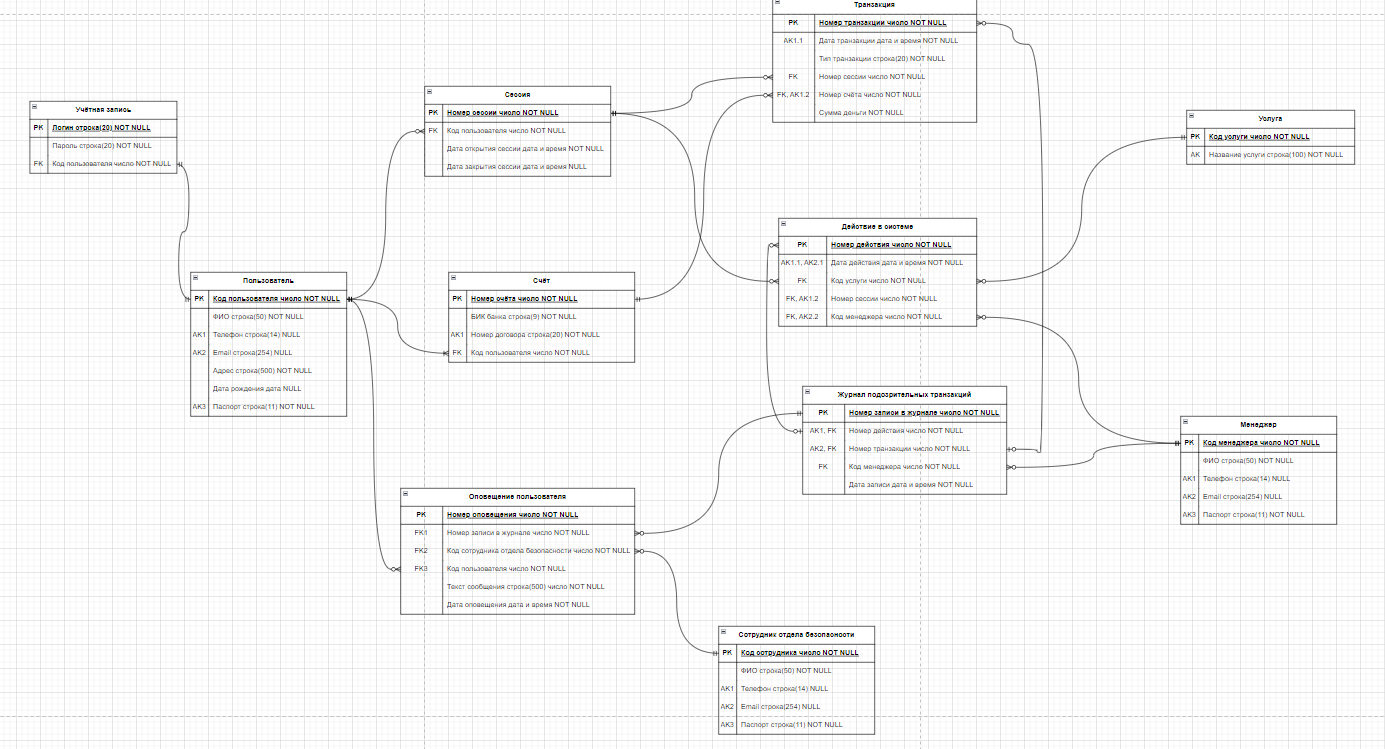 Транзакция
PK Номер транзакции число NOT NULL
AK1.1 Дата транзакции дата и время NOT NULL
Тип транзакции строка(20) NOT NULL
FK Номер сессии число NOT NULL
FK, AK1.2 Номер счёта число NOT NULL
Сумма деньги NOT NULL
Сессия
PK Номер сессии число NOT NULL
FK Код пользователя число NOT NULL
Дата открытия сессии дата и время NOT NULL
Дата закрытия сессии дата и время NULL
Учётная запись
PK Логин строка(20) NOT NULL
Пароль строка(20) NOT NULL
FK Код пользователя число NOT NULL
Услуга
PK Код услуги число NOT NULL
AK Название услуги строка(100) NOT NULL
Действие в системе
PK Номер действия число NOT NULL
AK1.1, AK2.1 Дата действия дата и время NOT NULL
FK Код услуги число NOT NULL
FK, AK1.2 Номер сессии число NOT NULL
FK, AK2.2 Код менеджера число NOT NULL
Пользователь
PK Код пользователя число NOT NULL
ФИО строка(50) NOT NULL
AK1 Телефон строка(14) NOT NULL
AK2 Email строка(254) NULL
Адрес строка(500) NOT NULL
Дата рождения дата NULL
AK3 Паспорт строка(11) NOT NULL
Счёт
PK Номер счёта число NOT NULL
БИК банка строка(9) NOT NULL
AK1 Номер договора строка(20) NOT NULL
FK Код пользователя число NOT NULL
Журнал подозрительных транзакций
PK Номер записи в журнале число NOT NULL
AK1, FK Номер действия число NOT NULL
AK2, FK Номер транзакции число NOT NULL
FK Код менеджера число NOT NULL
Дата записи дата и время NOT NULL
Менеджер
PK Код менеджера число NOT NULL
ФИО строка(50) NOT NULL
AK1 Телефон строка(14) NULL
AK2 Email строка(254) NULL
AK3 Паспорт строка(11) NOT NULL
Оповещение пользователя
PK Номер оповещения число NOT NULL
FK1 Номер записи в журнале число NOT NULL
FK2 Код сотрудника отдела безопасности число NOT NULL
FK3 Код пользователя число NOT NULL
Текст сообщения строка(500) число NOT NULL
Дата оповещения дата и время NOT NULL
Сотрудник отдела безопасности
PK Код сотрудника число NOT NULL
ФИО строка(50) NOT NULL
AK1 Телефон строка(14) NULL
AK2 Email строка(254) NULL
AK3 Паспорт строка(11) NOT NULL